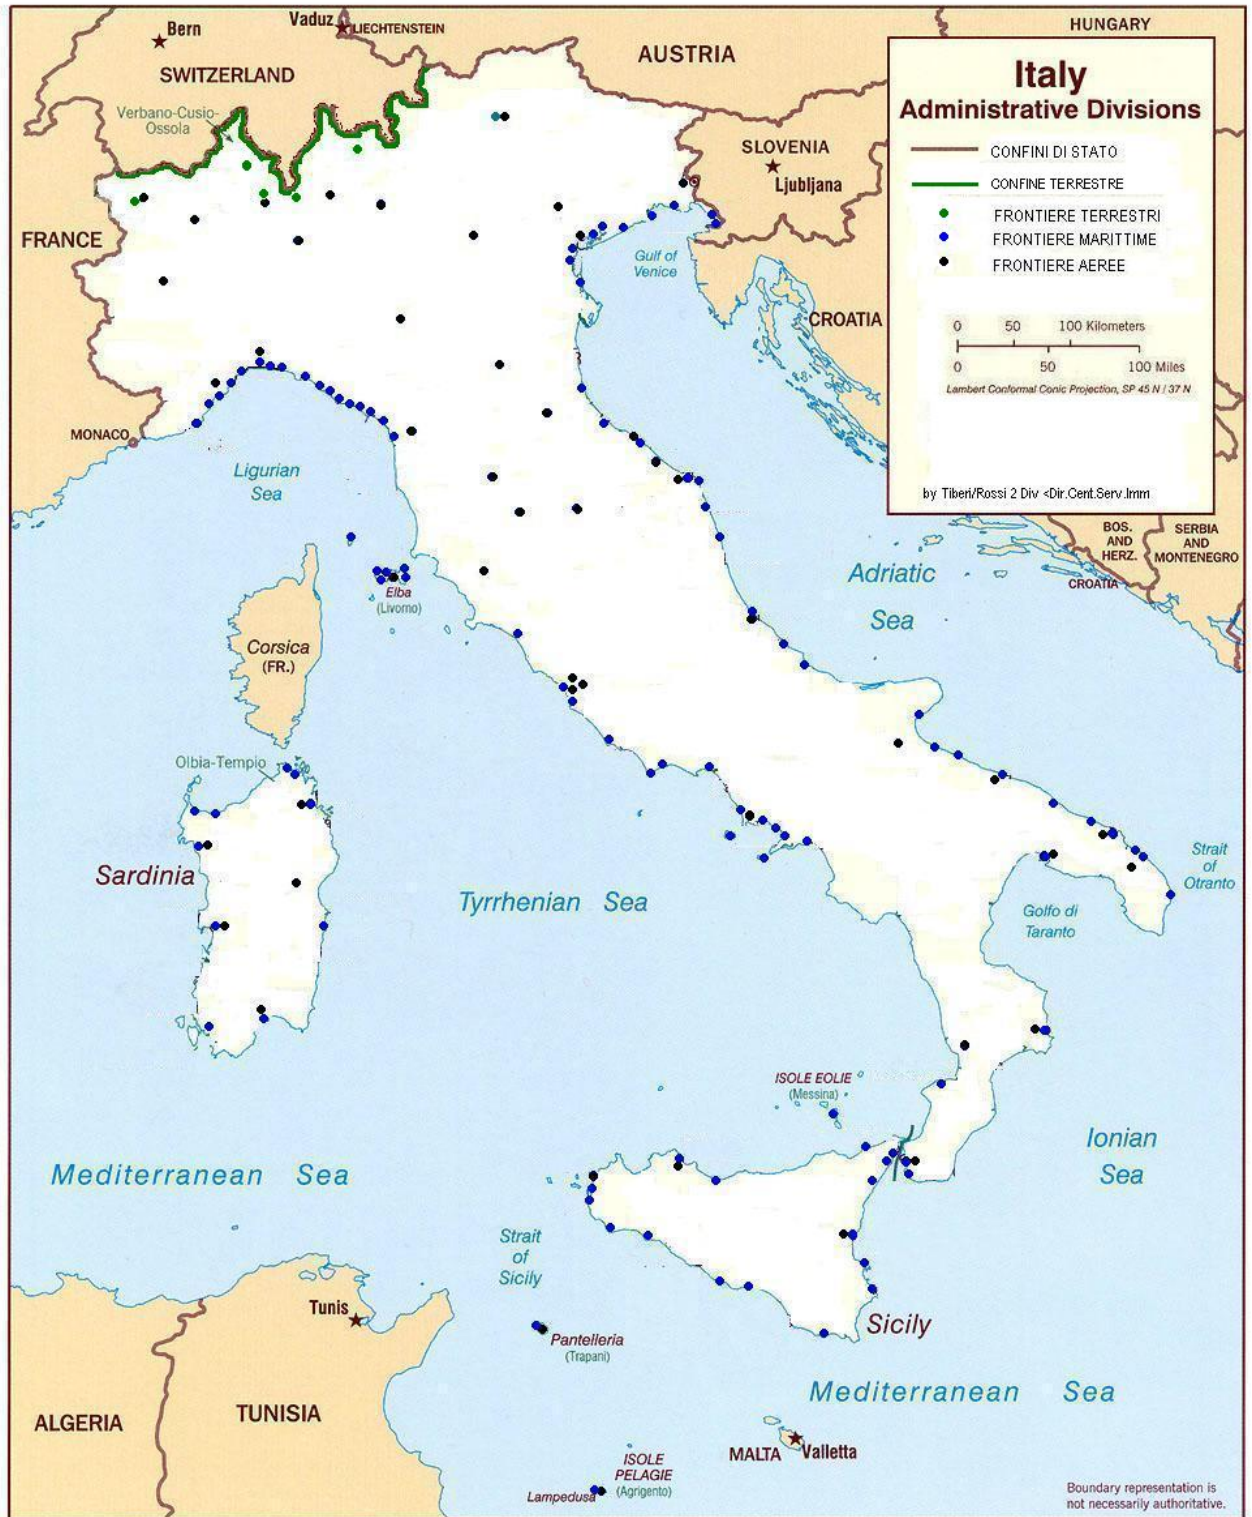 Bern
Vaduz
LIECHTENSTEIN
SWITZERLAND
AUSTRIA
HUNGARY
Verbano-Cusio-
Ossola
Italy
Administrative Divisions
CONFINI DI STATO
CONFINE TERRESTRE
FRONTIERE TERRESTRI
FRONTIERE MARITTIME
FRONTIERE AEREE
0 50 100 Kilometers
0 50 100 Miles
Lambert Conformal Conic Projection, SP 45 N / 37 N
by Tiberi/Rossi 2 Div <Dir.Cent.Serv.Imm
SLOVENIA
Ljubljana
FRANCE
Gulf of
Venice
CROATIA
MONACO
Ligurian
Sea
BOS.
AND
HERZ.
SERBIA
AND
MONTENEGRO
CROATIA
Adriatic
Sea
Elba
(Livorno)
Corsica
(FR.)
Olbia-Tempio
Sardinia
Tyrrhenian Sea
Strait
of
Otranto
Golfo di
Taranto
ISOLE EOLIE
(Messina)
Ionian
Sea
Mediterranean Sea
Strait
of
Sicily
Tunis
Sicily
Pantelleria
(Trapani)
Mediterranean Sea
ALGERIA
TUNISIA
MALTA
Valletta
ISOLE
PELAGIE
(Agrigento)
Lampedusa
Boundary representation is
not necessarily authoritative.